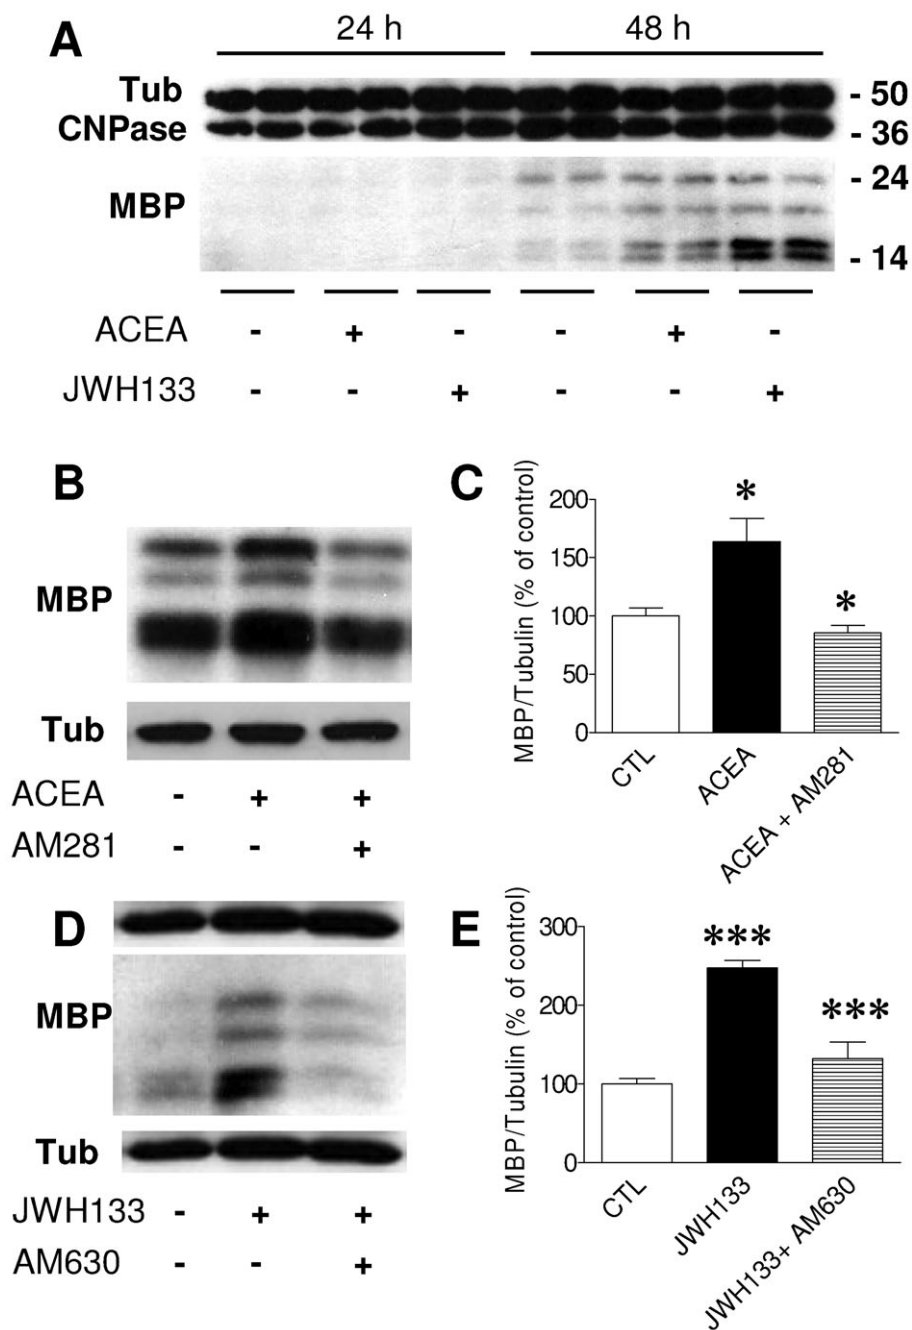 A
24 h 48 h
Tub - 50
CNPase - 36
MBP - 24
- 14
ACEA - + - - + -
JWH133 - - + - - +
B
MBP
Tub
ACEA - + +
AM281 - - +
C
MBP/Tubulin (% of control)
200
150
100
50
0
*
*
CTL
ACEA
ACEA + AM281
D
MBP
Tub
JWH133 - + +
AM630 - - +
E
MBP/Tubulin (% of control)
300
200
100
0
***
***
CTL
JWH133
JWH133+ AM630